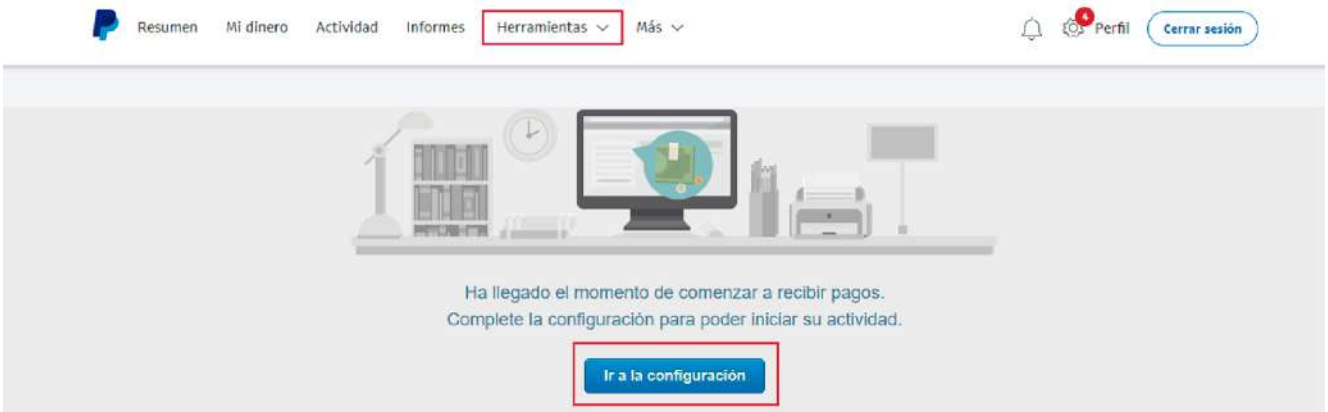 Resumen Mi dinero Actividad Informes Herramientas Más 4 Perfil Cerrar sesión
Ha llegado el momento de comenzar a recibir pagos.
Complete la configuración para poder iniciar su actividad.
Ir a la configuración